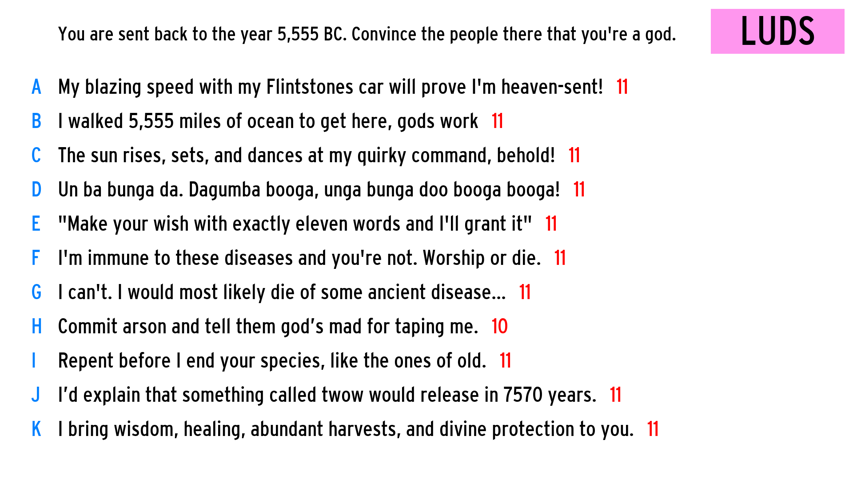 You are sent back to the year 5,555 BC. Convince the people there that you're a god.
LUDS
A My blazing speed with my Flintstones car will prove I'm heaven-sent! 11
B I walked 5,555 miles of ocean to get here, gods work 11
C The sun rises, sets, and dances at my quirky command, behold! 11
D Un ba bunga da. Dagumba booga, unga bunga doo booga booga! 11
E "Make your wish with exactly eleven words and I'll grant it" 11
F I'm immune to these diseases and you're not. Worship or die. 11
G I can't. I would most likely die of some ancient disease... 11
H Commit arson and tell them god’s mad for taping me. 10
I Repent before I end your species, like the ones of old. 11
J I’d explain that something called twow would release in 7570 years. 11
K I bring wisdom, healing, abundant harvests, and divine protection to you. 11